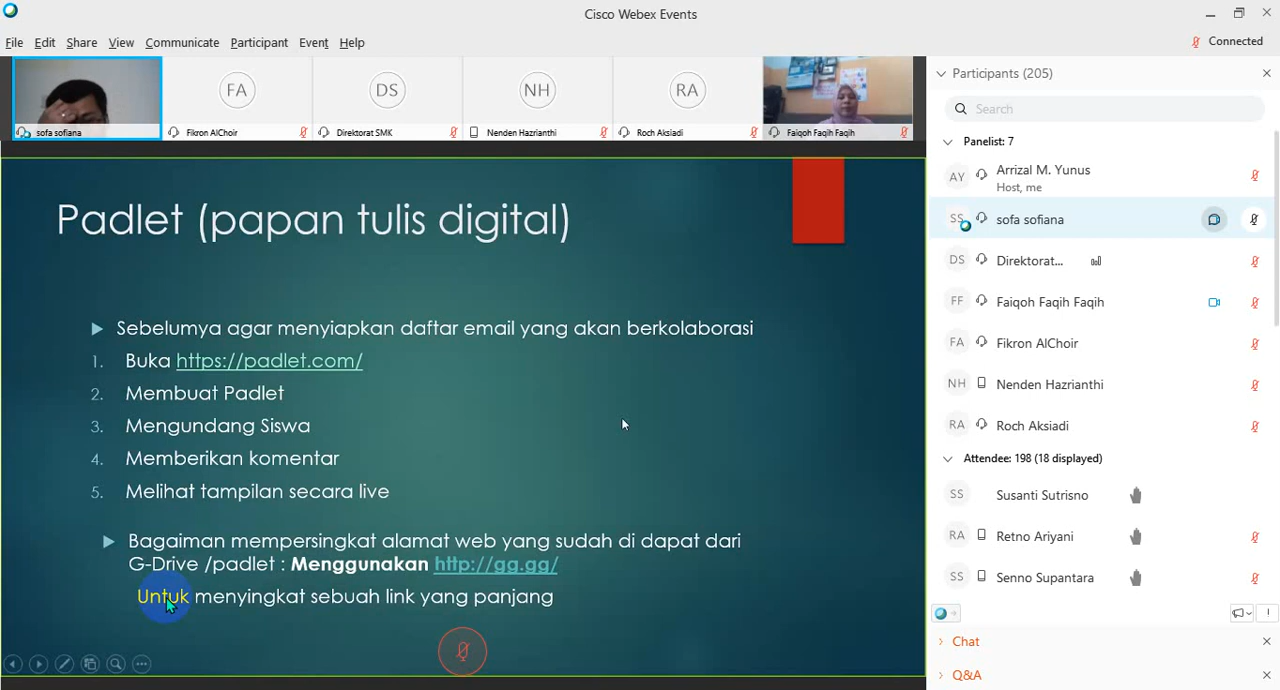 Cisco Webex Events
File Edit Share View Communicate Participant Event Help
Connected
FA
DS
NH
RA
sofa sofiana
Fikron AlChoir
Direktorat SMK
Nenden Hazrianthi
Roch Aksiadi
Faiqoh Faqih Faqih
Padlet (papan tulis digital)
Sebelumya agar menyiapkan daftar email yang akan berkolaborasi
1. Buka https://padlet.com/
2. Membuat Padlet
3. Mengundang Siswa
4. Memberikan komentar
5. Melihat tampilan secara live
Bagaiman mempersingkat alamat web yang sudah di dapat dari
G-Drive /padlet : Menggunakan http://gg.gg/
Untuk menyingkat sebuah link yang panjang
Participants (205)
Search
Panelist: 7
AY Arrizal M. Yunus
Host, me
SS sofa sofiana
DS Direktorat...
FF Faiqoh Faqih Faqih
FA Fikron AlChoir
NH Nenden Hazrianthi
RA Roch Aksiadi
Attendee: 198 (18 displayed)
SS Susanti Sutrisno
RA Retno Ariyani
SS Senno Supantara
Chat
Q&A